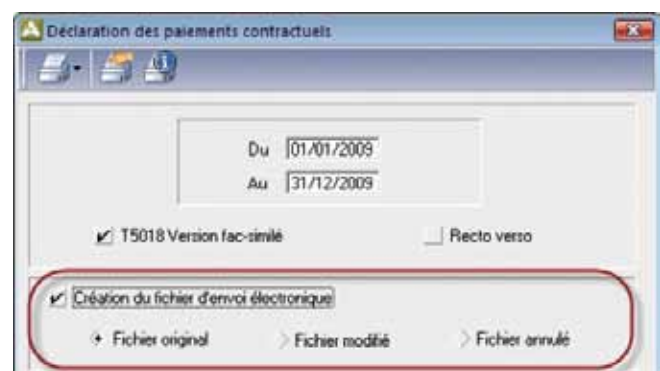 Déclaration des paiements contractuels
Du 01/01/2009
Au 31/12/2009
T5018 Version fac-similé Recto verso
Création du fichier d'envoi électronique
Fichier original Fichier modifié Fichier annulé